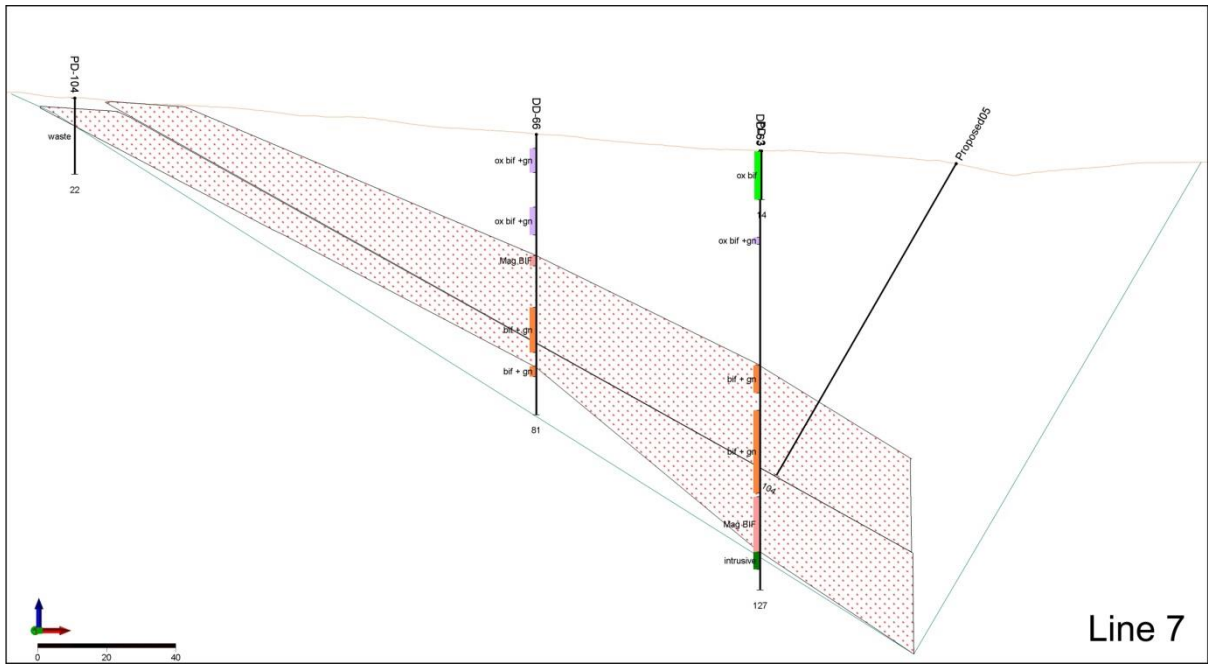 PD-104
waste
22
DD-66
ox bif +gn
ox bif +gn
Mag BIF
bif + gn
bif + gn
81
ox bif
14
ox bif +gn
bif + gn
bif + gn
Mag BIF
intrusive
127
Proposed05
104
0
20
40
Line 7